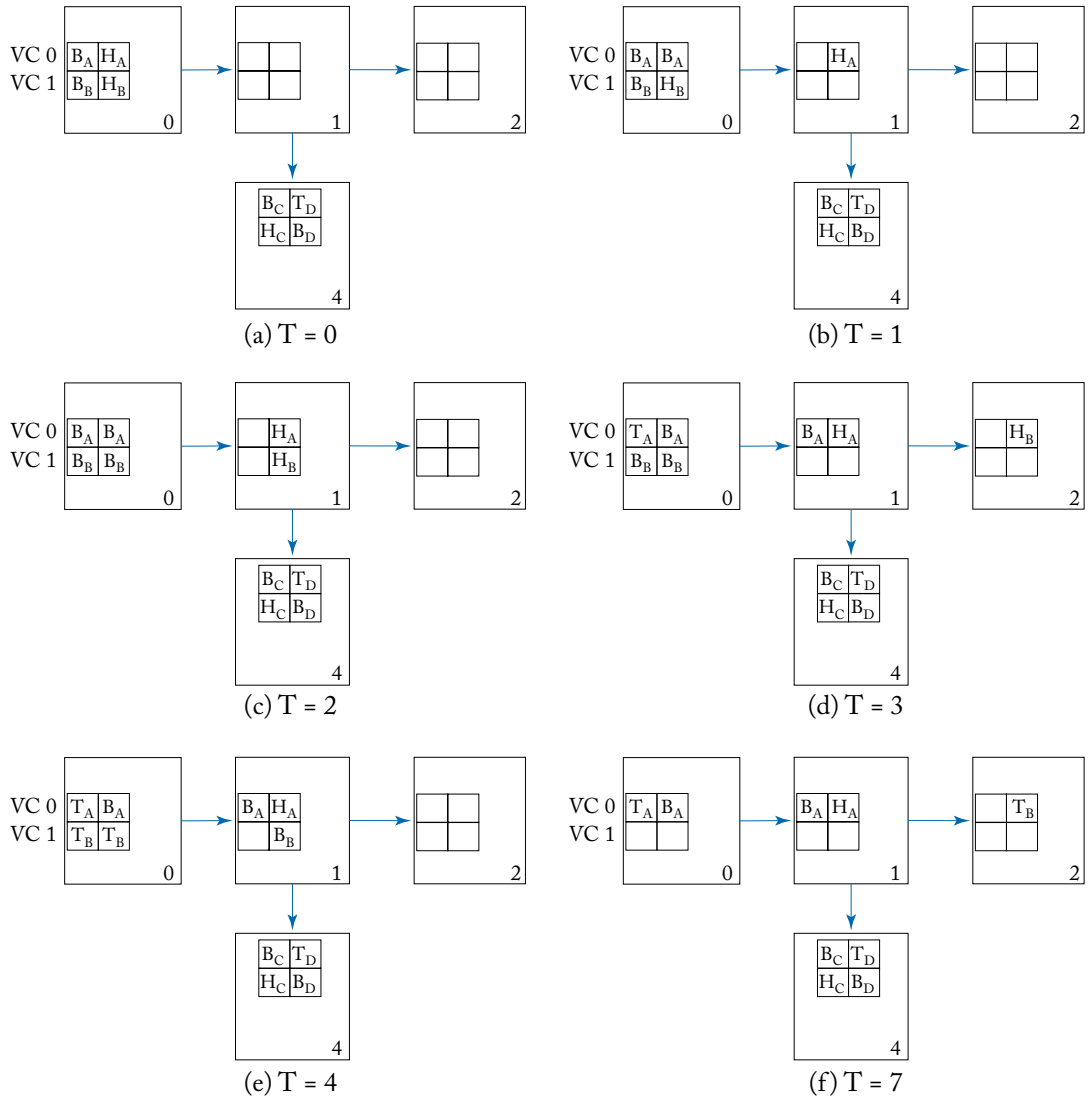 VC 0 B_A H_A B_A B_A H_A
VC 1 B_B H_B B_B H_B
0 1 2 0 1 2
B_C T_D B_C T_D
H_C B_D H_C B_D
4 4
(a) T = 0 (b) T = 1
VC 0 B_A B_A H_A VC 0 T_A B_A B_A H_A H_B
VC 1 B_B B_B H_B VC 1 B_B B_B
0 1 2 0 1 2
B_C T_D B_C T_D
H_C B_D H_C B_D
4 4
(c) T = 2 (d) T = 3
VC 0 T_A B_A B_A H_A VC 0 T_A B_A B_A H_A T_B
VC 1 T_B T_B B_B VC 1
0 1 2 0 1 2
B_C T_D B_C T_D
H_C B_D H_C B_D
4 4
(e) T = 4 (f) T = 7